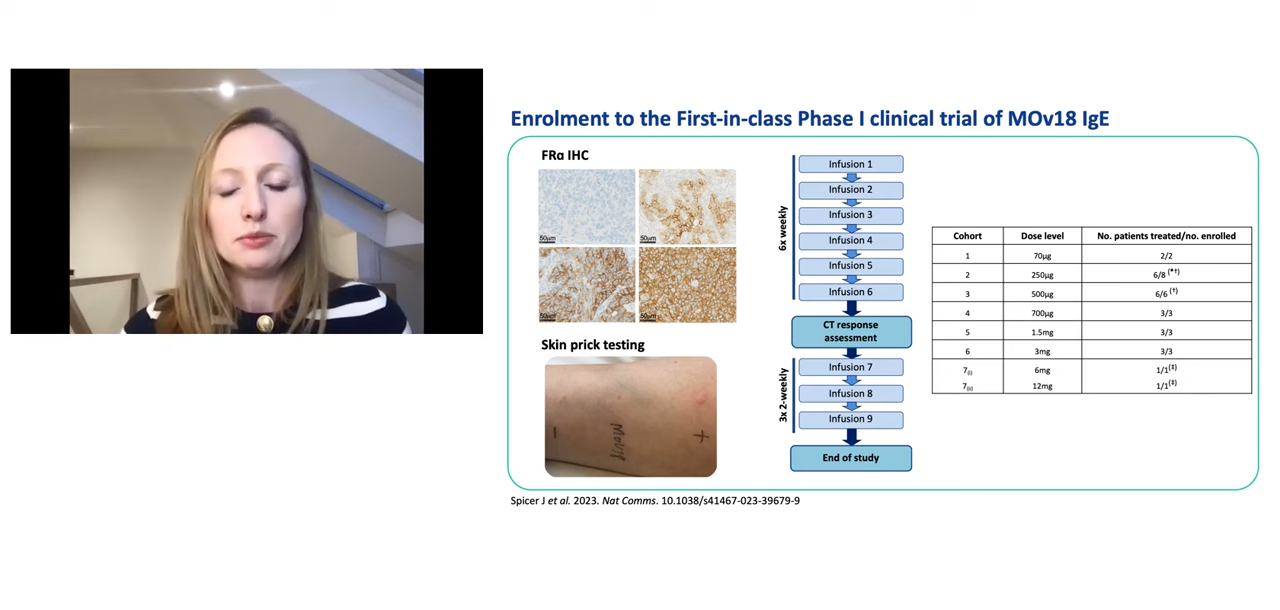 Enrolment to the First-in-class Phase I clinical trial of MOv18 IgE
FRα IHC
50µm
50µm
50µm
50µm
Skin prick testing
-
MOv18
+
6x weekly
Infusion 1
Infusion 2
Infusion 3
Infusion 4
Infusion 5
Infusion 6
CT response
assessment
3x 2-weekly
Infusion 7
Infusion 8
Infusion 9
End of study
Cohort Dose level No. patients treated/no. enrolled
1 70µg 2/2
2 250µg 6/8 (*†)
3 500µg 6/6 (†)
4 700µg 3/3
5 1.5mg 3/3
6 3mg 3/3
7(i) 6mg 1/1(‡)
7(ii) 12mg 1/1(‡)
Spicer J et al. 2023. Nat Comms. 10.1038/s41467-023-39679-9